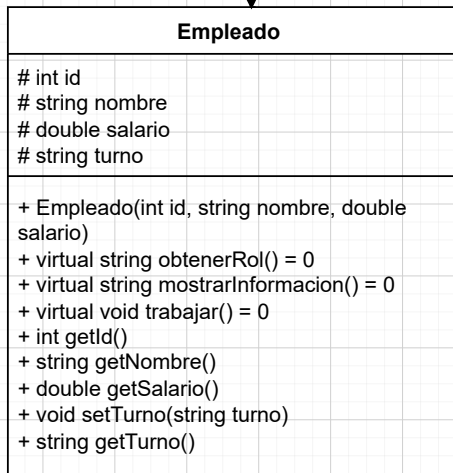 Empleado
# int id
# string nombre
# double salario
# string turno
+ Empleado(int id, string nombre, double
salario)
+ virtual string obtenerRol() = 0
+ virtual string mostrarInformacion() = 0
+ virtual void trabajar() = 0
+ int getId()
+ string getNombre()
+ double getSalario()
+ void setTurno(string turno)
+ string getTurno()